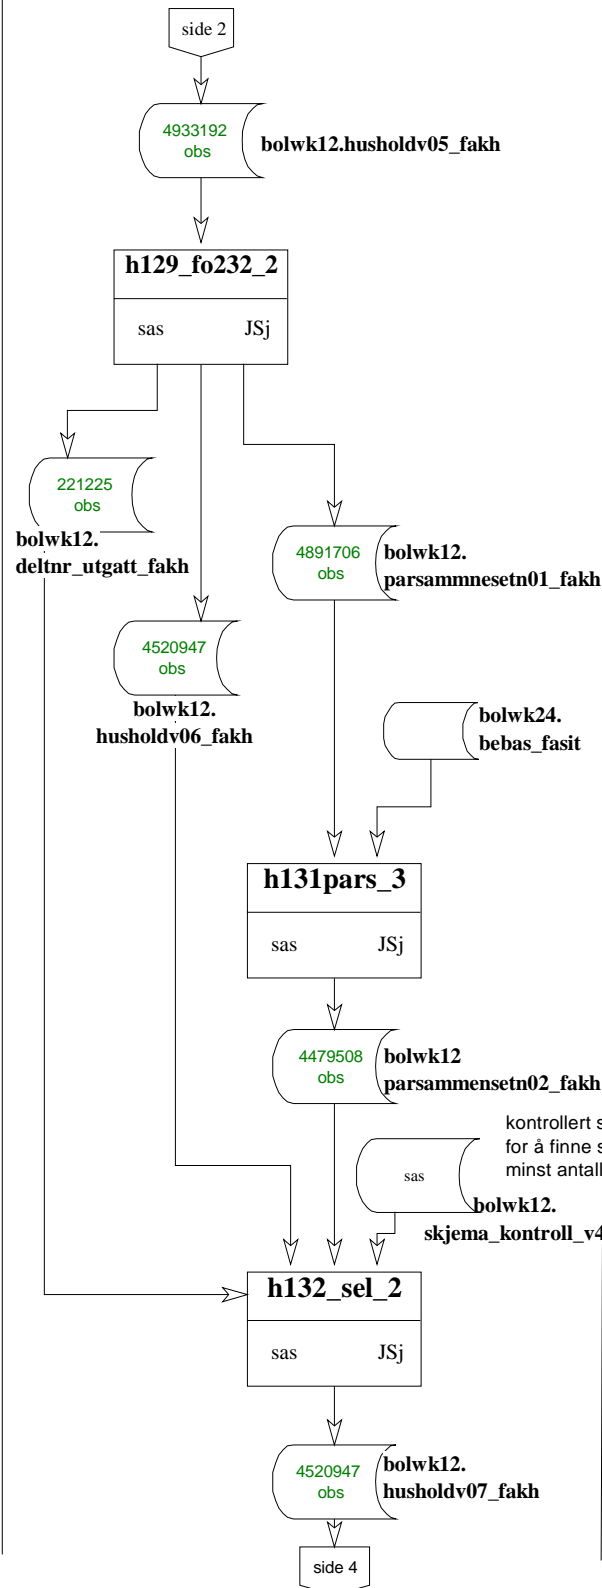 side 2
4933192
obs
bolwk12.husholdv05_fakh
h129_fo232_2
sas JSj
221225
obs
bolwk12.
deltnr_utgatt_fakh
4891706
obs
bolwk12.
parsammnesetn01_fakh
4520947
obs
bolwk12.
husholdv06_fakh
bolwk24.
bebas_fasit
h131pars_3
sas JSj
4479508
obs
bolwk12
parsammensetn02_fakh
kontrollert s
for å finne s
minst antall
sas
bolwk12.
skjema_kontroll_v4
h132_sel_2
sas JSj
4520947
obs
bolwk12.
husholdv07_fakh
side 4